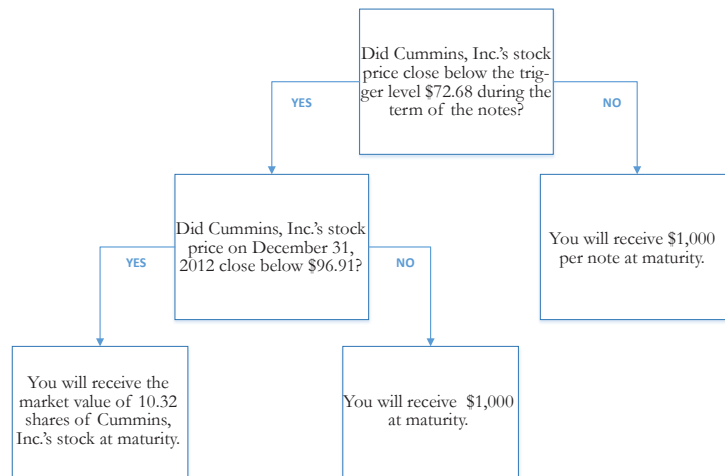 Did Cummins, Inc.'s stock
price close below the trig-
ger level $72.68 during the
term of the notes?
YES
NO
Did Cummins, Inc.'s stock
price on December 31,
2012 close below $96.91?
You will receive $1,000
per note at maturity.
YES
NO
You will receive the
market value of 10.32
shares of Cummins,
Inc.'s stock at maturity.
You will receive $1,000
at maturity.